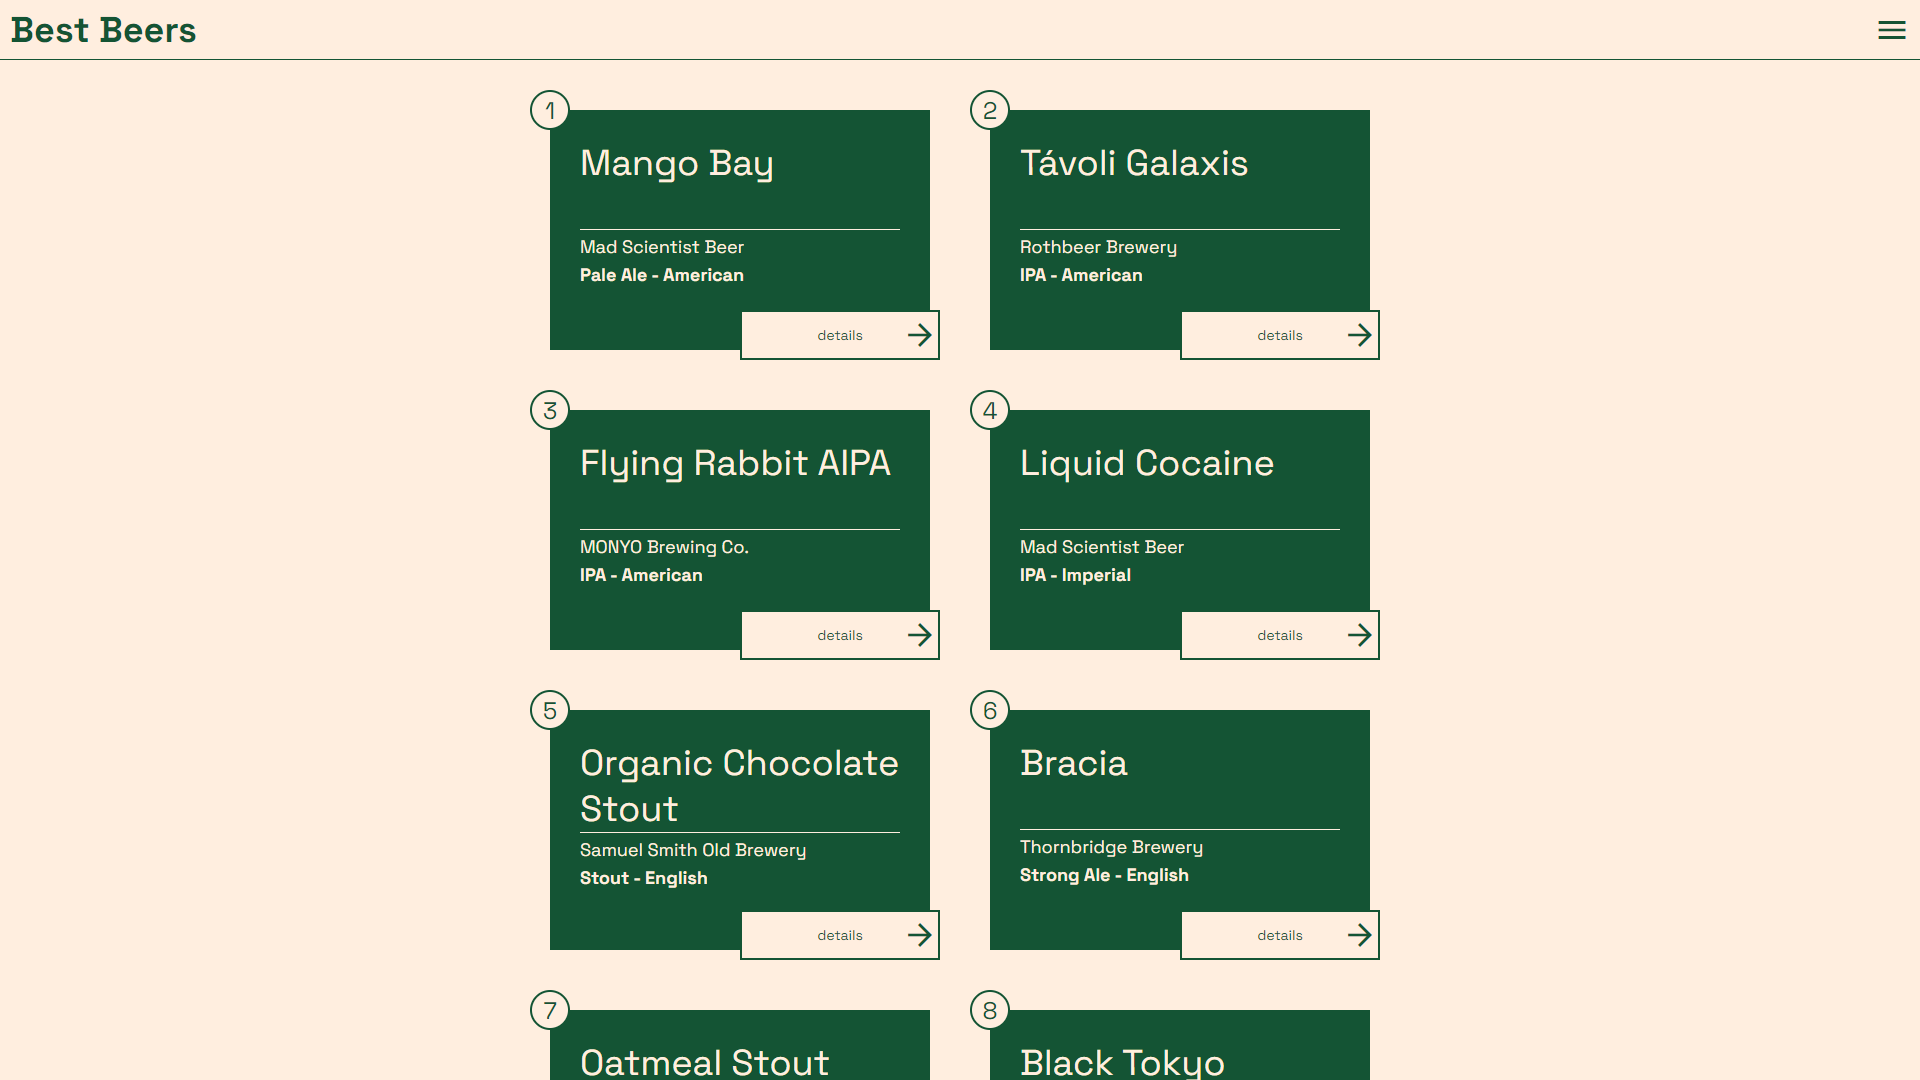 Best Beers
1
Mango Bay
Mad Scientist Beer
Pale Ale - American
details
2
Távoli Galaxis
Rothbeer Brewery
IPA - American
details
3
Flying Rabbit AIPA
MONYO Brewing Co.
IPA - American
details
4
Liquid Cocaine
Mad Scientist Beer
IPA - Imperial
details
5
Organic Chocolate
Stout
Samuel Smith Old Brewery
Stout - English
details
6
Bracia
Thornbridge Brewery
Strong Ale - English
details
7
Oatmeal Stout
8
Black Tokyo